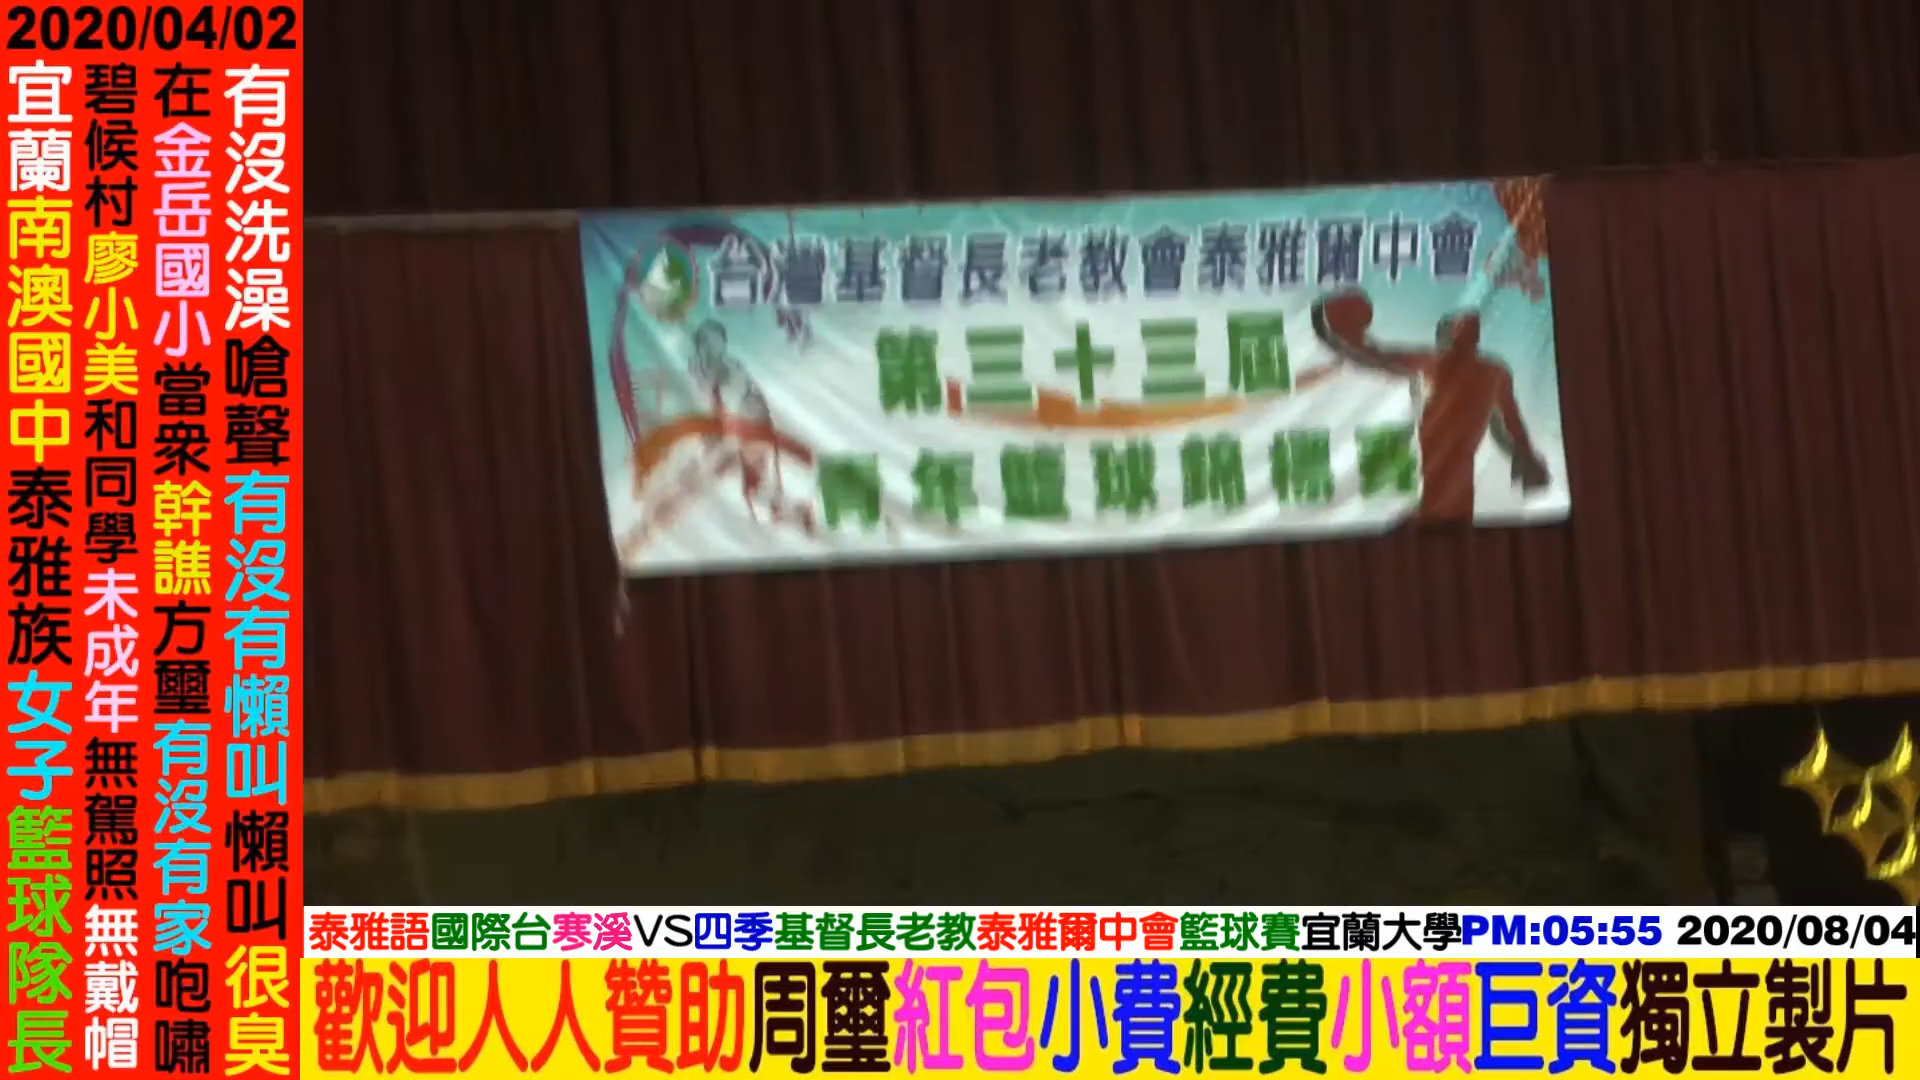 2020/04/02
宜蘭南澳國中泰雅族女子籃球隊長
碧候村廖小美和同學未成年無駕照無戴帽
在金岳國小當眾幹譙方璽有沒有家咆嘯
有沒洗澡嗆聲有沒有懶叫懶叫很臭
台灣基督長老教會泰雅爾中會
第三十三屆
青年籃球錦標賽
泰雅語國際台寒溪VS四季基督長老教泰雅爾中會籃球賽宜蘭大學PM:05:55 2020/08/04
歡迎人人贊助周璽紅包小費經費小額巨資獨立製片